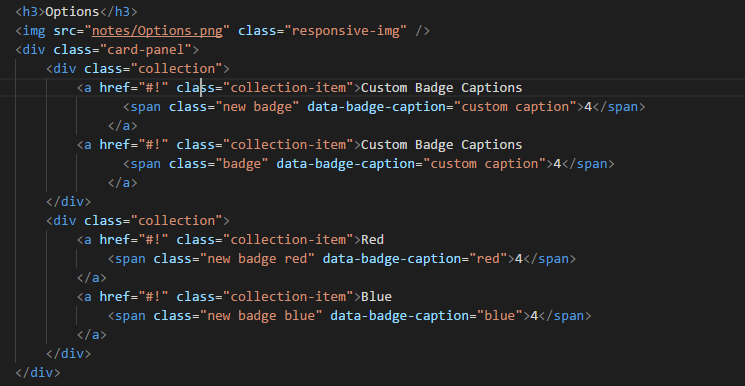 <h3>Options</h3>
<img src="notes/Options.png" class="responsive-img" />
<div class="card-panel">
    <div class="collection">
        <a href="#!" class="collection-item">Custom Badge Captions
              <span class="new badge" data-badge-caption="custom caption">4</span>
            </a>
        <a href="#!" class="collection-item">Custom Badge Captions
              <span class="badge" data-badge-caption="custom caption">4</span>
            </a>
    </div>
    <div class="collection">
        <a href="#!" class="collection-item">Red
            <span class="new badge red" data-badge-caption="red">4</span>
        </a>
        <a href="#!" class="collection-item">Blue
            <span class="new badge blue" data-badge-caption="blue">4</span>
        </a>
    </div>
</div>